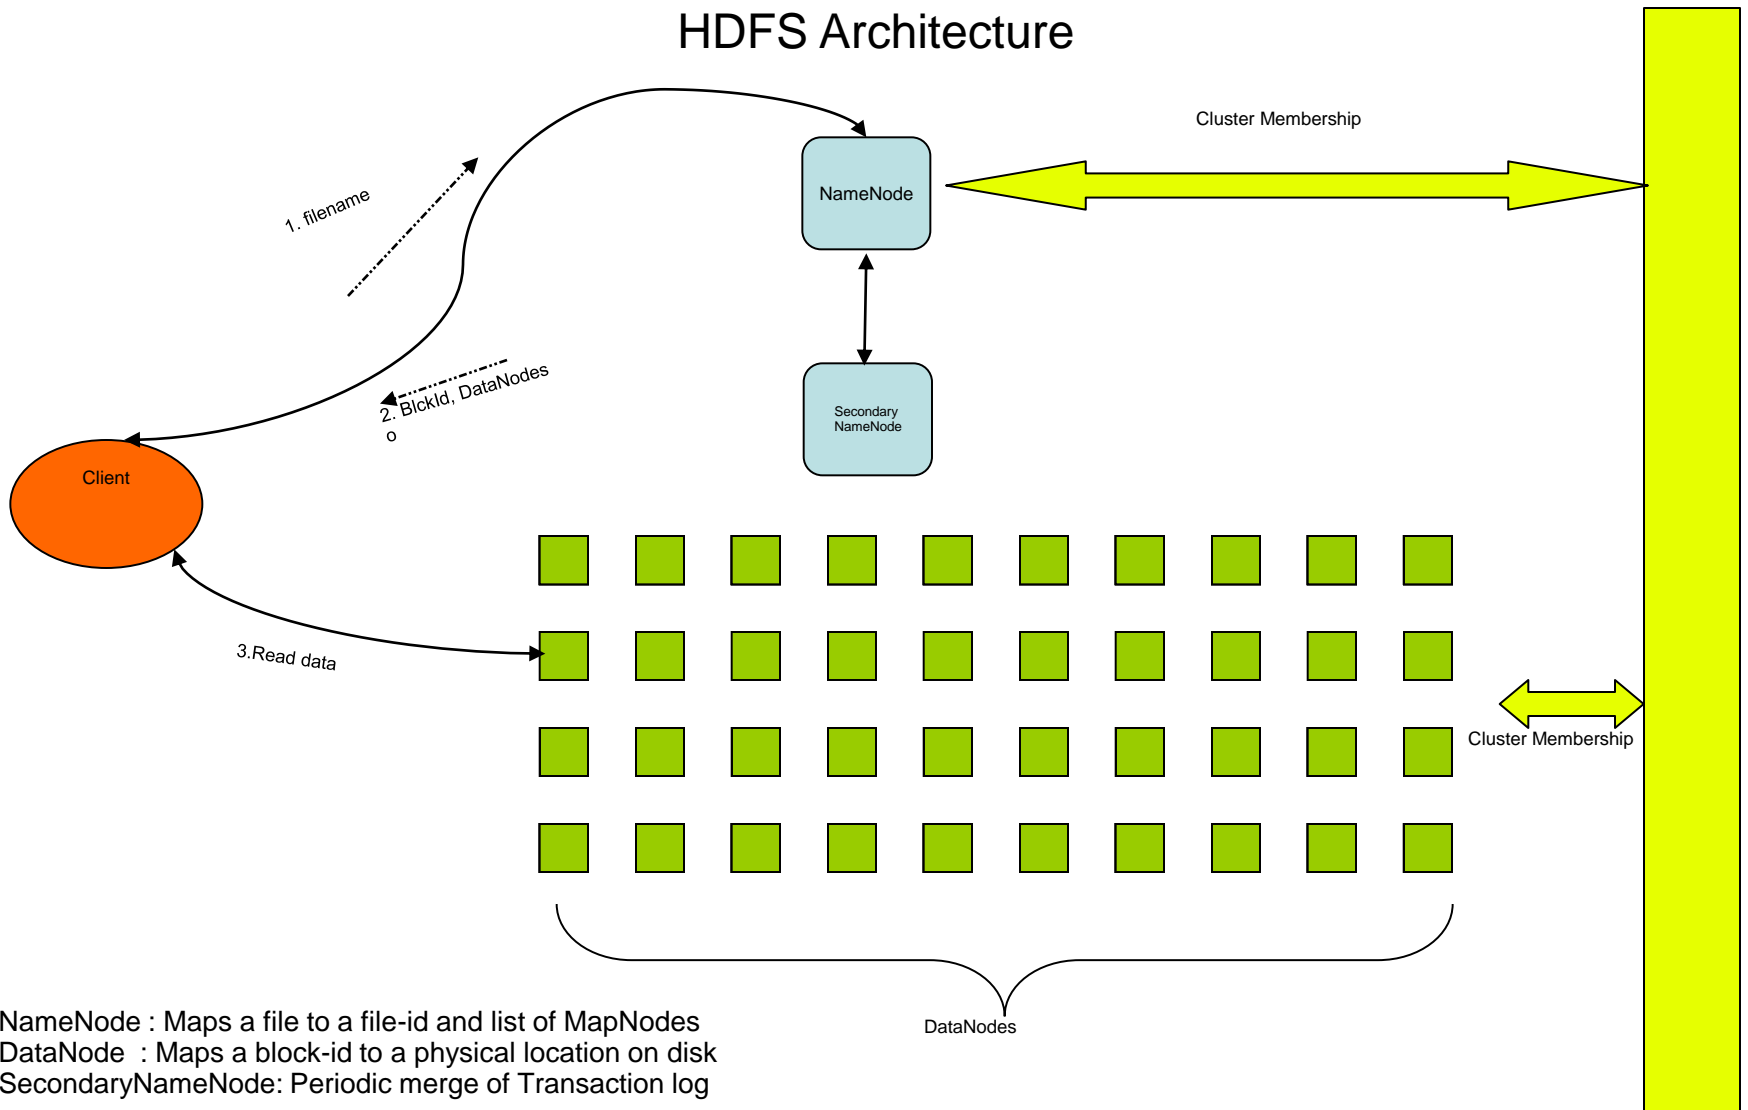 HDFS Architecture
Cluster Membership
NameNode
1. filename
2. BlckId, DataNodes
o
Secondary
NameNode
Client
3.Read data
Cluster Membership
DataNodes
NameNode : Maps a file to a file-id and list of MapNodes
DataNode : Maps a block-id to a physical location on disk
SecondaryNameNode: Periodic merge of Transaction log